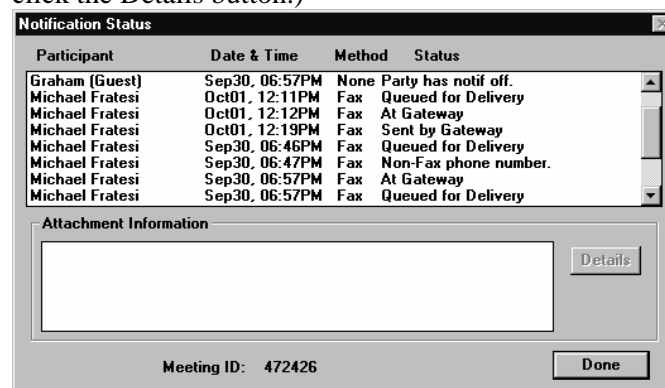 click the Details button.)
Notification Status
Participant Date & Time Method Status
Graham (Guest) Sep30, 06:57PM None Party has notif off.
Michael Fratesi Oct01, 12:11PM Fax Queued for Delivery
Michael Fratesi Oct01, 12:12PM Fax At Gateway
Michael Fratesi Oct01, 12:19PM Fax Sent by Gateway
Michael Fratesi Sep30, 06:46PM Fax Queued for Delivery
Michael Fratesi Sep30, 06:47PM Fax Non-Fax phone number.
Michael Fratesi Sep30, 06:57PM Fax At Gateway
Michael Fratesi Sep30, 06:57PM Fax Queued for Delivery
Attachment Information
Details
Meeting ID: 472426
Done